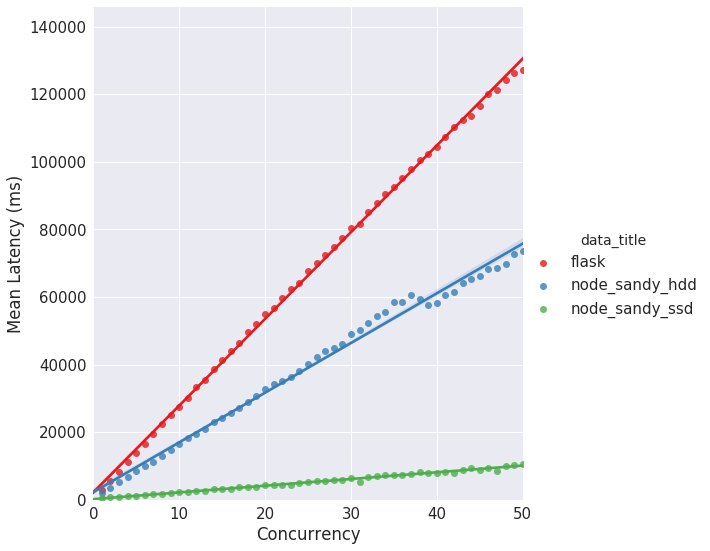 140000
120000
100000
80000
60000
40000
20000
0
Mean Latency (ms)
0 10 20 30 40 50
Concurrency
data_title
flask
node_sandy_hdd
node_sandy_ssd